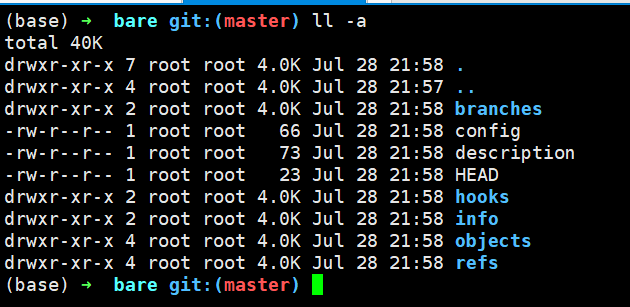 (base) ➜  bare git:(master) ll -a
total 40K
drwxr-xr-x 7 root root 4.0K Jul 28 21:58 .
drwxr-xr-x 4 root root 4.0K Jul 28 21:57 ..
drwxr-xr-x 2 root root 4.0K Jul 28 21:58 branches
-rw-r--r-- 1 root root   66 Jul 28 21:58 config
-rw-r--r-- 1 root root   73 Jul 28 21:58 description
-rw-r--r-- 1 root root   23 Jul 28 21:58 HEAD
drwxr-xr-x 2 root root 4.0K Jul 28 21:58 hooks
drwxr-xr-x 2 root root 4.0K Jul 28 21:58 info
drwxr-xr-x 4 root root 4.0K Jul 28 21:58 objects
drwxr-xr-x 4 root root 4.0K Jul 28 21:58 refs
(base) ➜  bare git:(master)